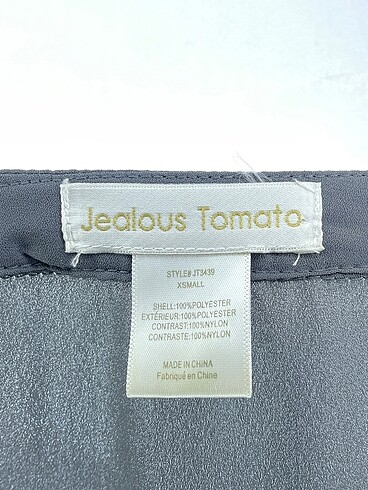 Jealous Tomato
STYLE# JT3439
XSMALL
SHELL:100%POLYESTER
EXTÉRIEUR:100%POLYESTER
CONTRAST:100%NYLON
CONTRASTE:100%NYLON
MADE IN CHINA
Fabriqué en Chine